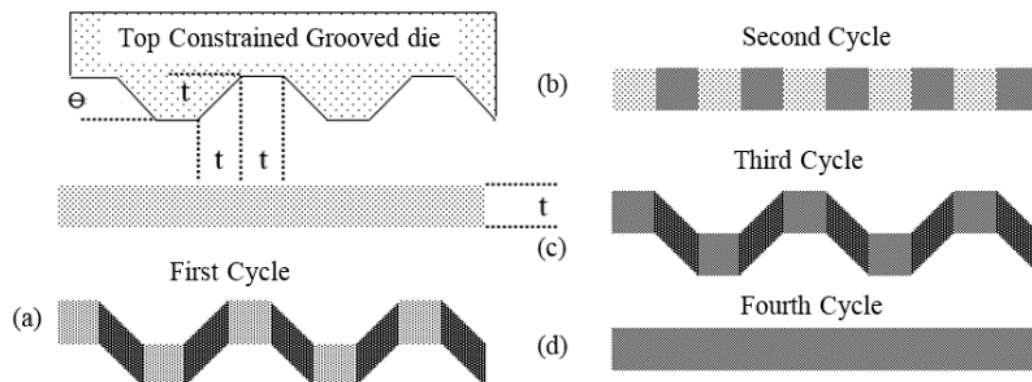 Top Constrained Grooved die
ϴ
t
t
t
t
First Cycle
(a)
Second Cycle
(b)
Third Cycle
(c)
Fourth Cycle
(d)